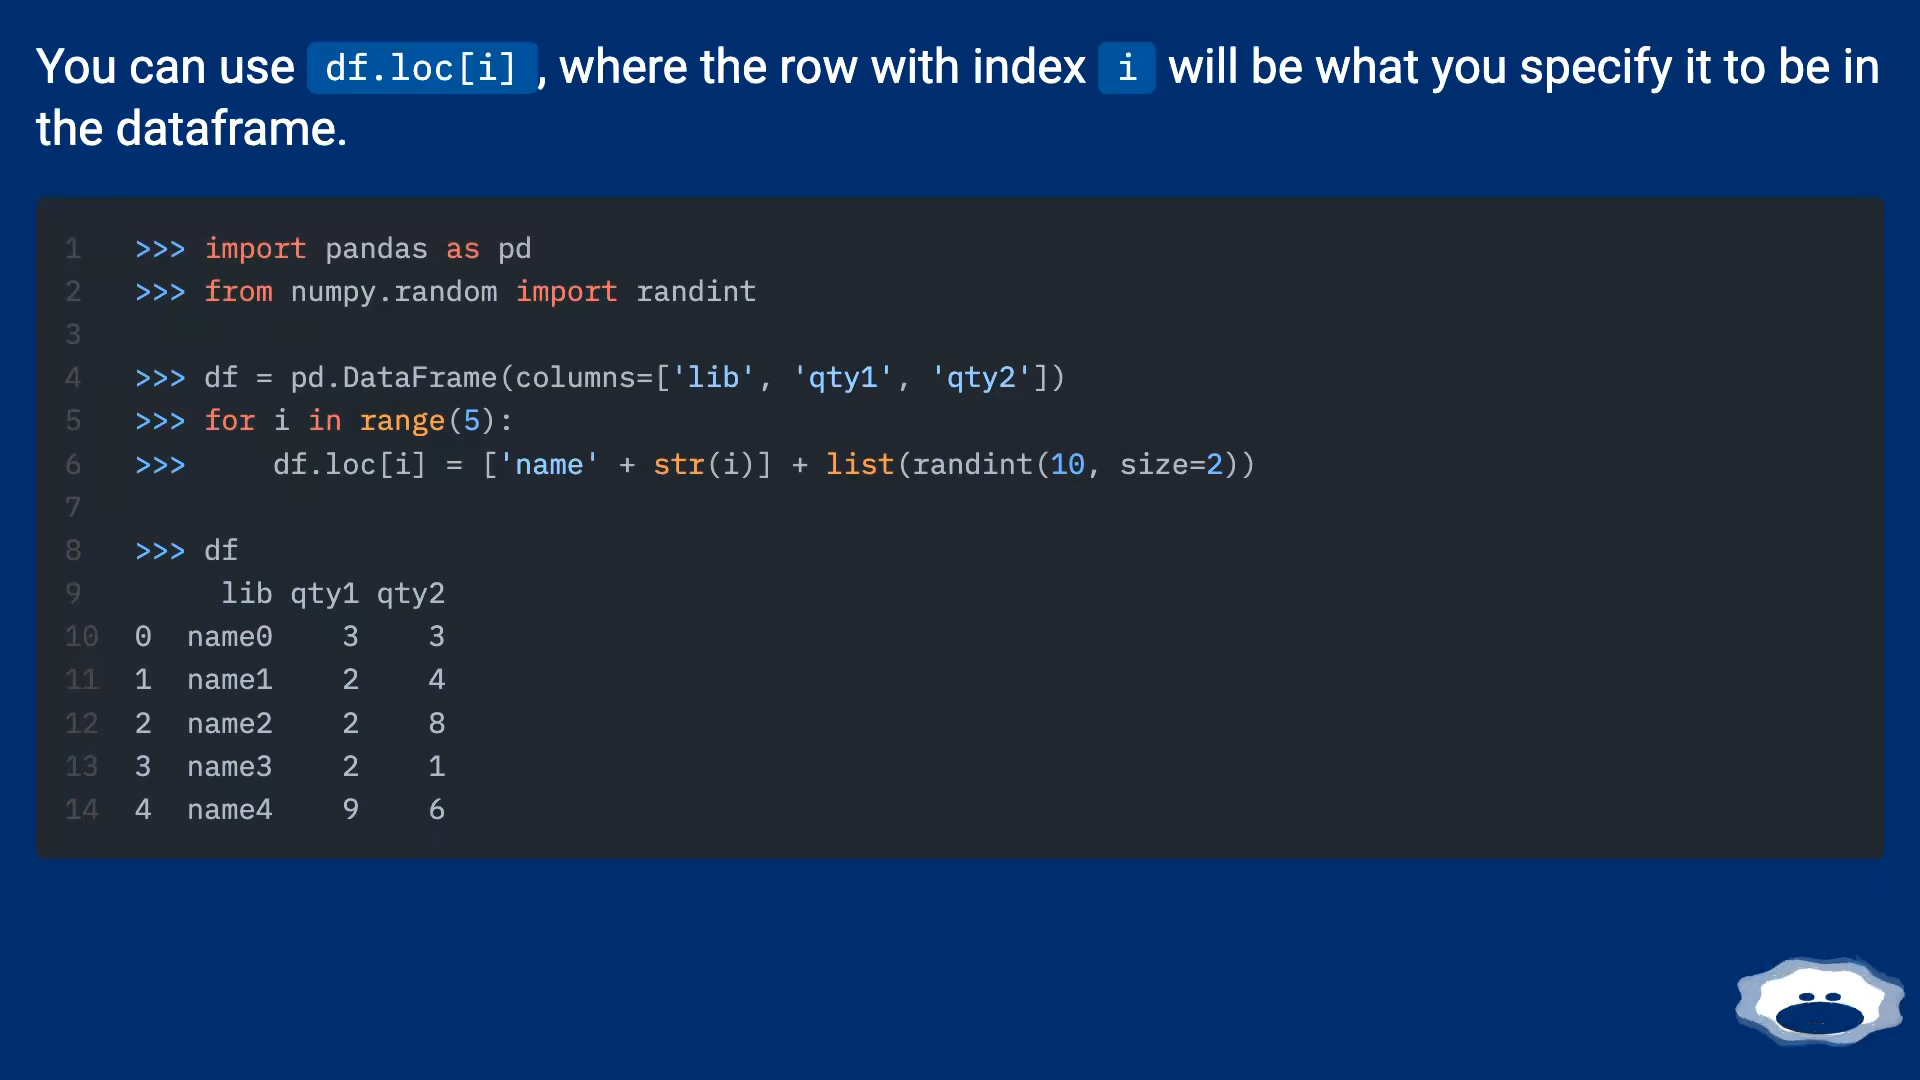 You can use df.loc[i] , where the row with index i will be what you specify it to be in
the dataframe.
1 >>> import pandas as pd
2 >>> from numpy.random import randint
3
4 >>> df = pd.DataFrame(columns=['lib', 'qty1', 'qty2'])
5 >>> for i in range(5):
6 >>>     df.loc[i] = ['name' + str(i)] + list(randint(10, size=2))
7
8 >>> df
9      lib qty1 qty2
10 0  name0    3    3
11 1  name1    2    4
12 2  name2    2    8
13 3  name3    2    1
14 4  name4    9    6